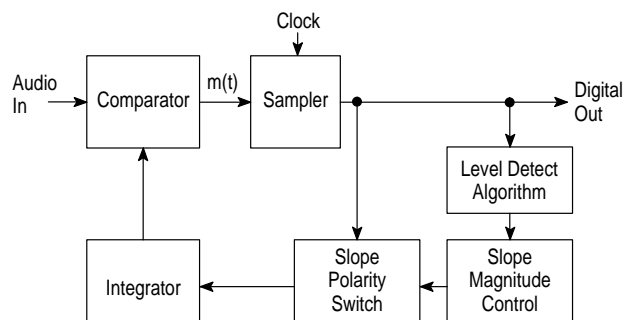 Clock
Audio
In
Comparator
m(t)
Sampler
Digital
Out
Level Detect
Algorithm
Integrator
Slope
Polarity
Switch
Slope
Magnitude
Control